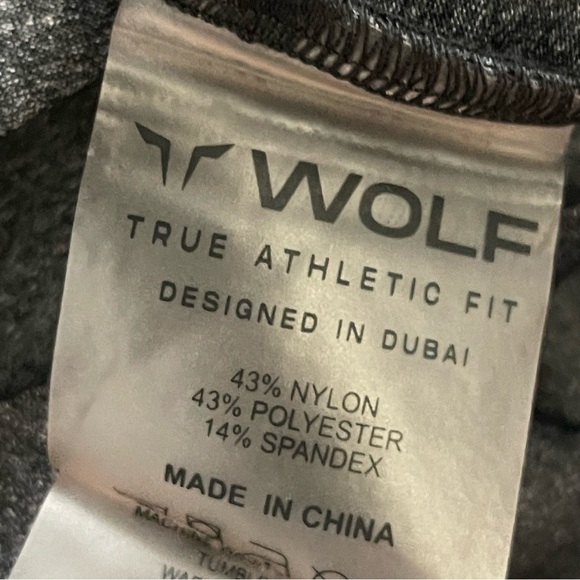 WOLF
TRUE ATHLETIC FIT
DESIGNED IN DUBAI
43% NYLON
43% POLYESTER
14% SPANDEX
MADE IN CHINA